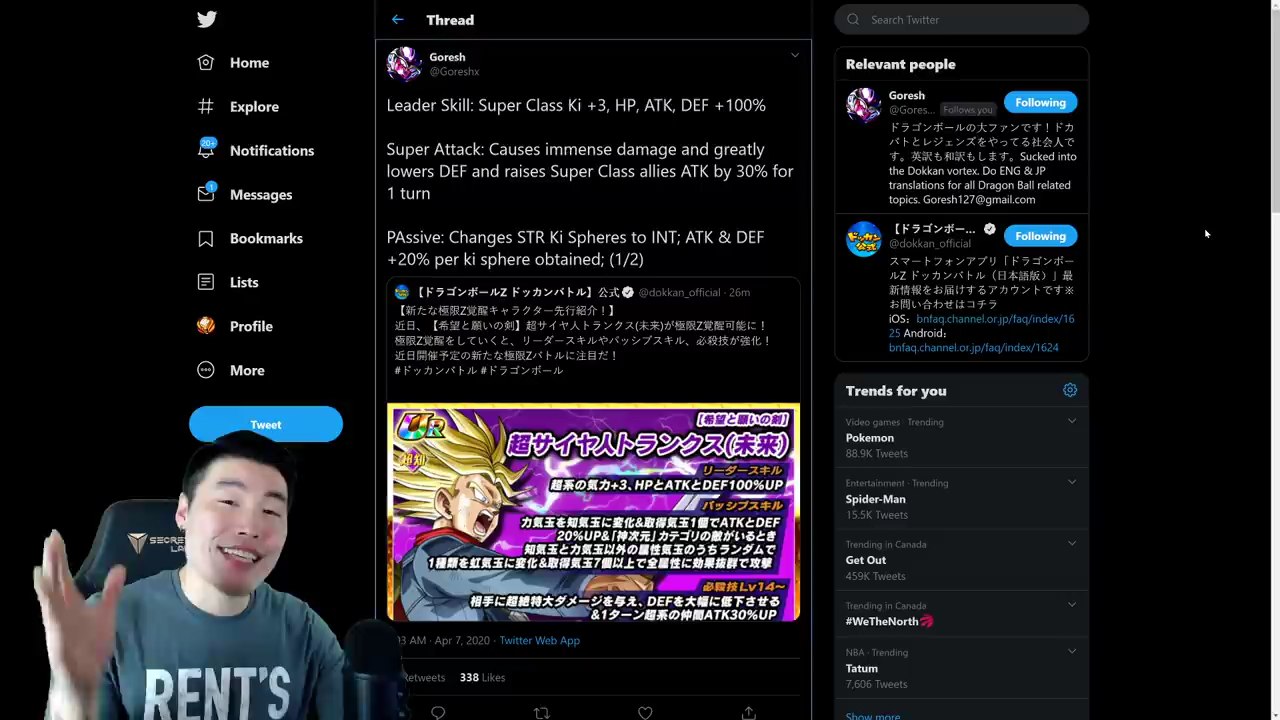 Home
Explore
20+
Notifications
1
Messages
Bookmarks
Lists
Profile
More
Tweet
Thread
Goresh
@Goreshx
Leader Skill: Super Class Ki +3, HP, ATK, DEF +100%
Super Attack: Causes immense damage and greatly
lowers DEF and raises Super Class allies ATK by 30% for
1 turn
PAssive: Changes STR Ki Spheres to INT; ATK & DEF
+20% per ki sphere obtained; (1/2)
【ドラゴンボールZ ドッカンバトル】公式 @dokkan_official · 26m
【新たな極限Z覚醒キャラクター先行紹介！】
近日、【希望と願いの剣】超サイヤ人トランクス(未来)が極限Z覚醒可能に！
極限Z覚醒をしていくと、リーダースキルやパッシブスキル、必殺技が強化！
近日開催予定の新たな極限Zバトルに注目だ！
#ドッカンバトル #ドラゴンボール
UR
超知
【希望と願いの剣】
超サイヤ人トランクス(未来)
リーダースキル
超系の気力+3、HPとATKとDEF100%UP
パッシブスキル
力気玉を知気玉に変化&取得気玉1個でATKとDEF
20%UP&「神次元」カテゴリの敵がいるとき
知気玉と力気玉以外の属性気玉のうちランダムで
1種類を虹気玉に変化&取得気玉7個以上で全属性に効果抜群で攻撃
必殺技Lv14~
相手に超絶特大ダメージを与え、DEFを大幅に低下させる
&1ターン超系の仲間ATK30%UP
AM · Apr 7, 2020 · Twitter Web App
338 Likes
Search Twitter
Relevant people
Goresh
@Gores... Follows you
Following
ドラゴンボールの大ファンです！ドカ
バトとレジェンズをやってる社会人で
す。英訳も和訳もします。Sucked into
the Dokkan vortex. Do ENG & JP
translations for all Dragon Ball related
topics. Goresh127@gmail.com
【ドラゴンボー...
@dokkan_official
Following
スマートフォンアプリ「ドラゴンボー
ルZ ドッカンバトル（日本語版）」最
新情報をお届けするアカウントです※
お問い合わせはコチラ
iOS： bnfaq.channel.or.jp/faq/index/16
25 Android；
bnfaq.channel.or.jp/faq/index/1624
Trends for you
Video games · Trending
Pokemon
88.9K Tweets
Entertainment · Trending
Spider-Man
15.5K Tweets
Trending in Canada
Get Out
459K Tweets
Trending in Canada
#WeTheNorth
NBA · Trending
Tatum
7,606 Tweets
Show more
RENT'S